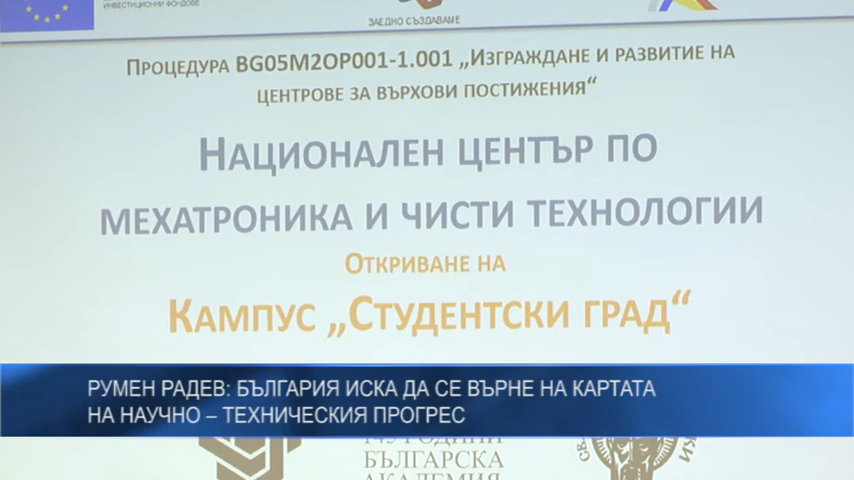 ИНВЕСТИЦИОННИ ФОНДОВЕ
ЗАЕДНО СЪЗДАВАМЕ
ПРОЦЕДУРА BG05M2OP001-1.001 „ИЗГРАЖДАНЕ И РАЗВИТИЕ НА
ЦЕНТРОВЕ ЗА ВЪРХОВИ ПОСТИЖЕНИЯ“
НАЦИОНАЛЕН ЦЕНТЪР ПО
МЕХАТРОНИКА И ЧИСТИ ТЕХНОЛОГИИ
ОТКРИВАНЕ НА
КАМПУС „СТУДЕНТСКИ ГРАД“
РУМЕН РАДЕВ: БЪЛГАРИЯ ИСКА ДА СЕ ВЪРНЕ НА КАРТАТА
НА НАУЧНО – ТЕХНИЧЕСКИЯ ПРОГРЕС
ГОДИНИ
БЪЛГАРСКА
АКАДЕМИЯ